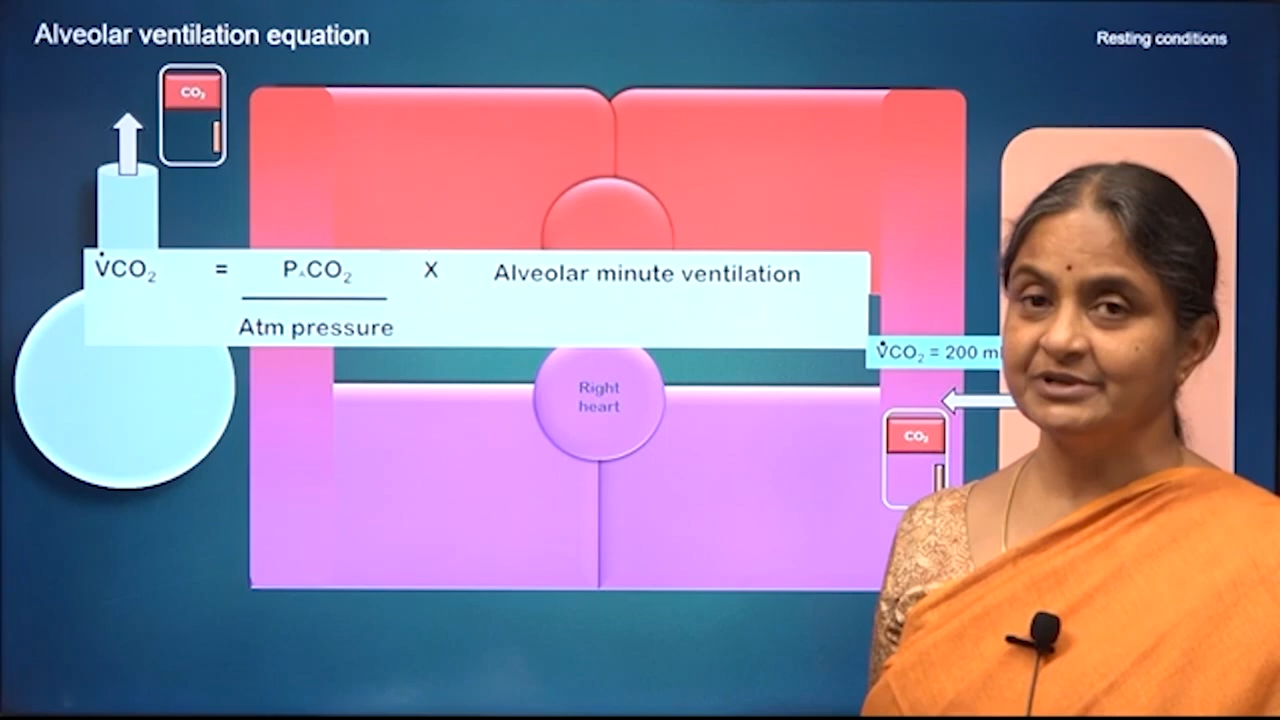 Alveolar ventilation equation
Resting conditions
CO₂
V̇CO₂ = PₐCO₂ X Alveolar minute ventilation
Atm pressure
V̇CO₂ = 200 m
Right
heart
CO₂